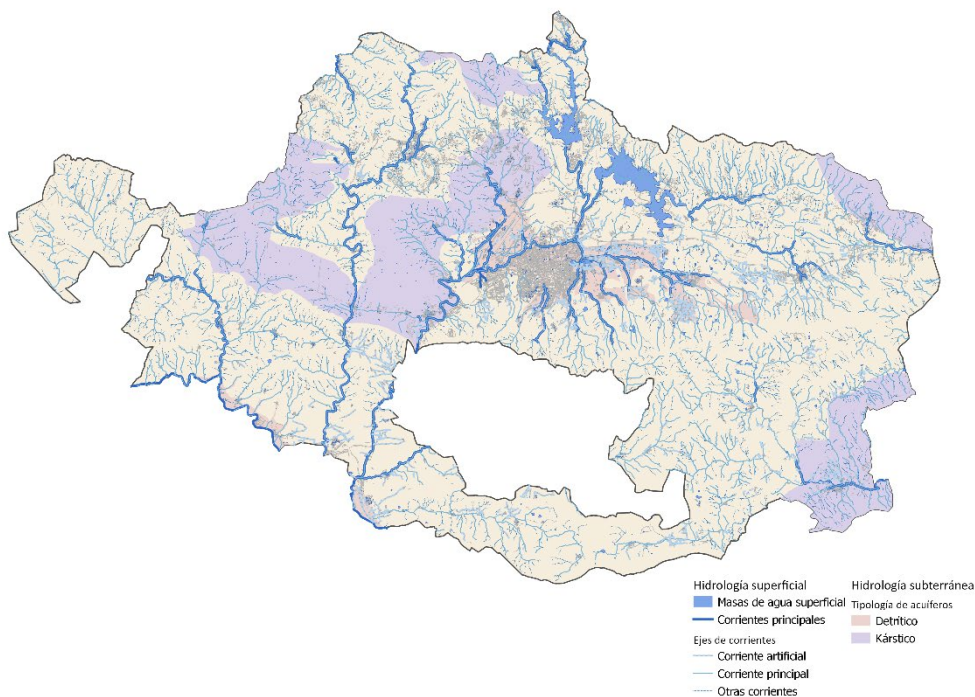 Hidrología superficial
Masas de agua superficial
Corrientes principales
Ejes de corrientes
Corriente artificial
Corriente principal
Otras corrientes
Hidrología subterránea
Tipología de acuíferos
Detrítico
Kárstico